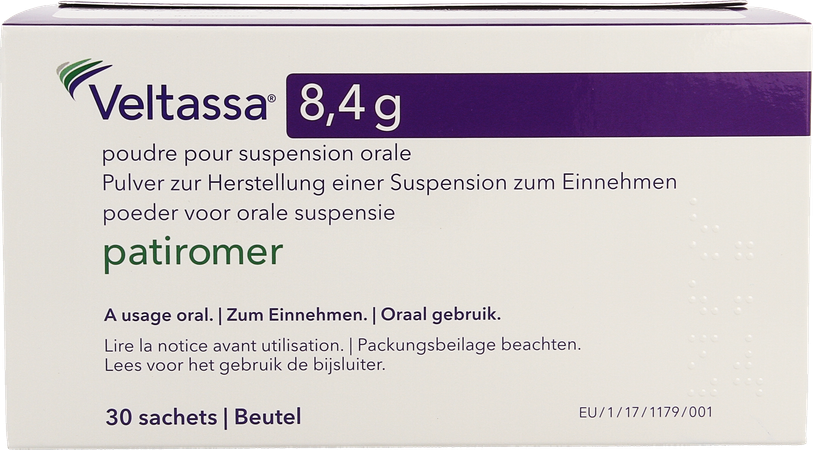 Veltassa® 8,4 g
poudre pour suspension orale
Pulver zur Herstellung einer Suspension zum Einnehmen
poeder voor orale suspensie
patiromer
A usage oral. | Zum Einnehmen. | Oraal gebruik.
Lire la notice avant utilisation. | Packungsbeilage beachten.
Lees voor het gebruik de bijsluiter.
30 sachets | Beutel
EU/1/17/1179/001